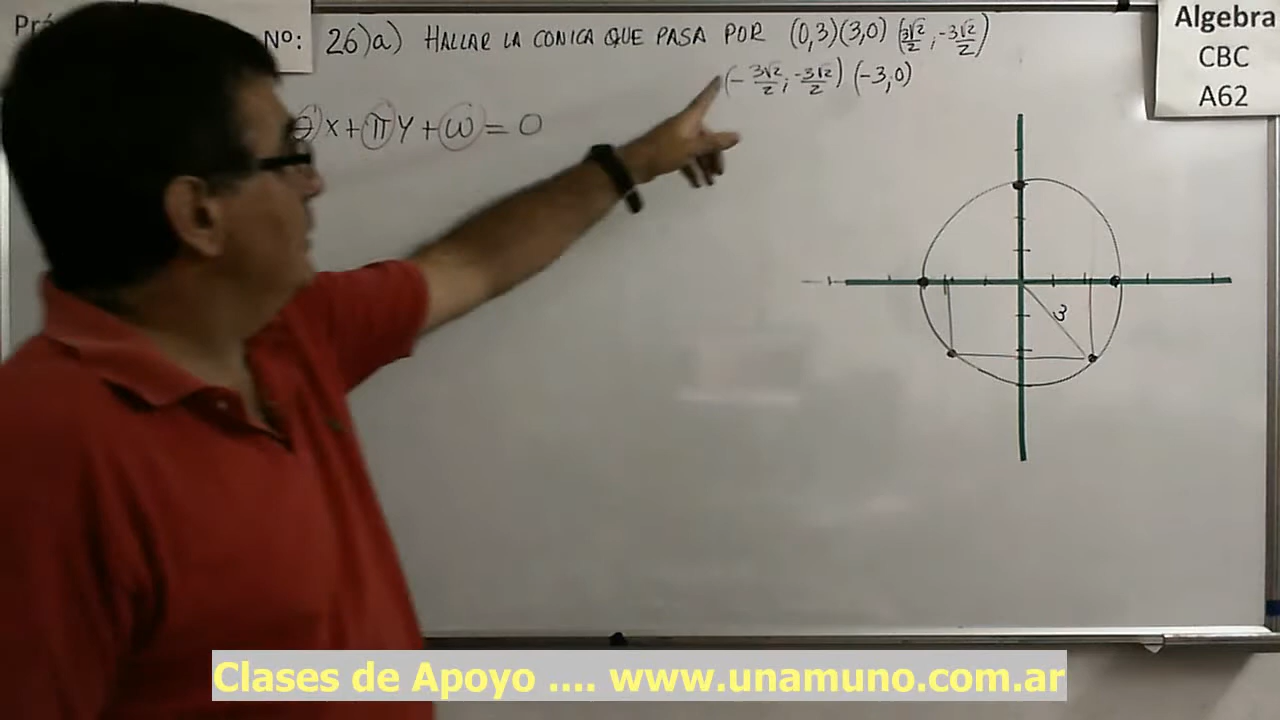 Prá
Nº:
26)a) HALLAR LA CONICA QUE PASA POR (0,3)(3,0) (3√2/2 ; -3√2/2)
(- 3√2/2 ; -3√2/2) (-3,0)
X + πY + ω = 0
Algebra
CBC
A62
3
Clases de Apoyo .... www.unamuno.com.ar